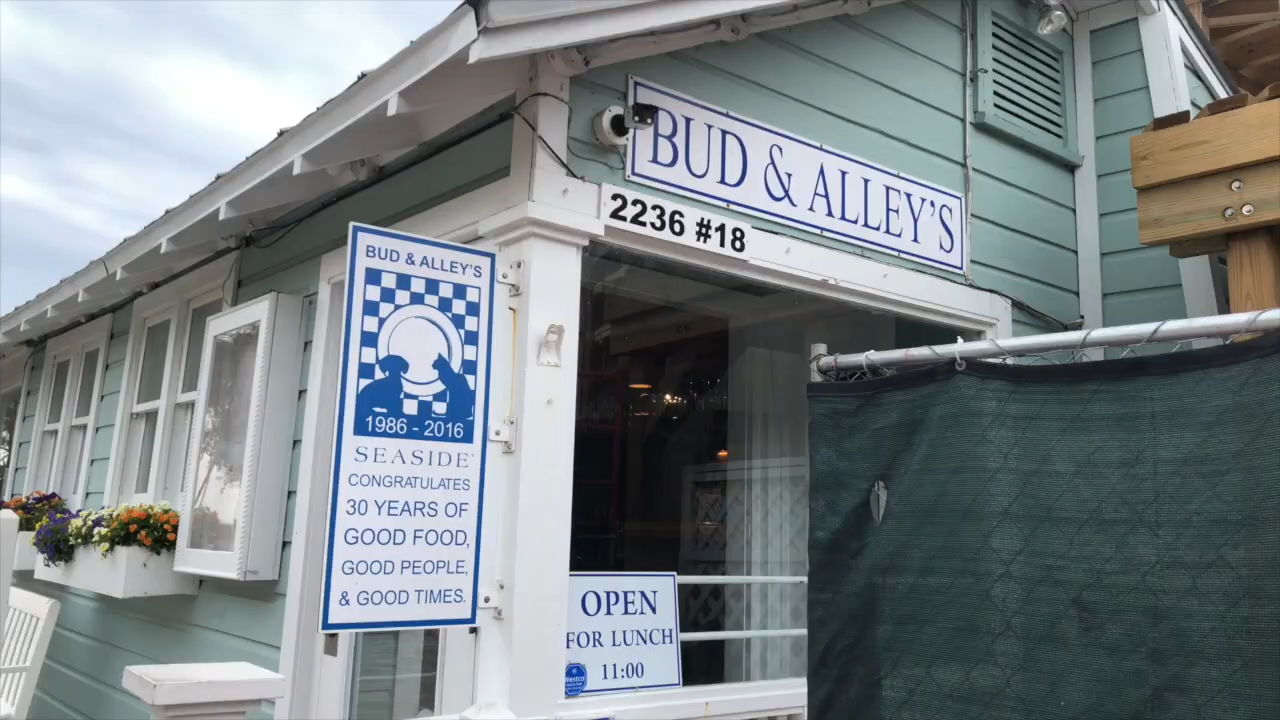 BUD & ALLEY'S
2236 #18
BUD & ALLEY'S
1986 - 2016
SEASIDE
CONGRATULATES
30 YEARS OF
GOOD FOOD,
GOOD PEOPLE,
& GOOD TIMES.
OPEN
FOR LUNCH
11:00
Westco